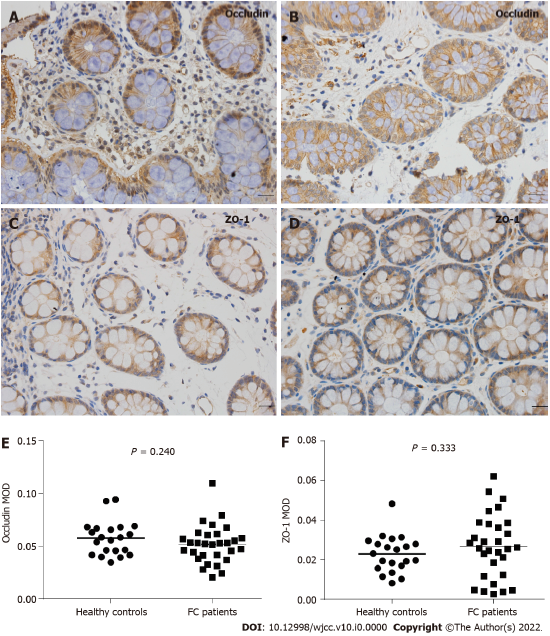 A Occludin
B Occludin
C ZO-1
D ZO-1
E
Occludin MOD
0.15
0.10
0.05
0.00
P = 0.240
Healthy controls FC patients
F
ZO-1 MOD
0.08
0.06
0.04
0.02
0.00
P = 0.333
Healthy controls FC patients
DOI: 10.12998/wjcc.v10.i0.0000 Copyright ©The Author(s) 2022.